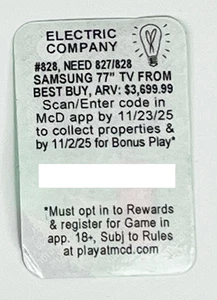 ELECTRIC
COMPANY
#828, NEED 827/828
SAMSUNG 77" TV FROM
BEST BUY, ARV: $3,699.99
Scan/Enter code in
McD app by 11/23/25
to collect properties &
by 11/2/25 for Bonus Play*
*Must opt in to Rewards
& register for Game in
app. 18+, Subj to Rules
at playatmcd.com